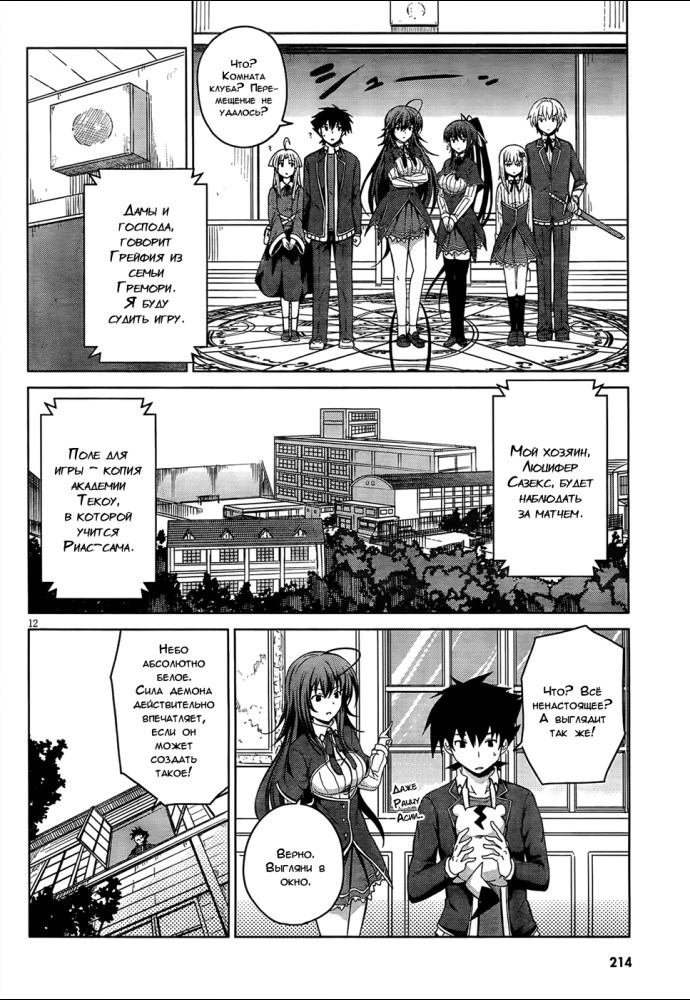 Что?
Комната
клуба? Пере-
мещение не
удалось?
Дамы и
господа,
говорит
Грейфия из
семьи
Гремори.
Я буду
судить игру.
Мой хозяин,
Люцифер
Сазекс, будет
наблюдать
за матчем.
Поле для
игры – копия
академии
Текоу,
в которой
учится
Риас-сама.
12
Что? Всё
ненастоящее?
А выглядит
так же!
Даже
Рашу
Асии..
Верно.
Выгляни в
окно.
Небо
абсолютно
белое.
Сила демона
действительно
впечатляет,
если он
может
создать
такое!
214